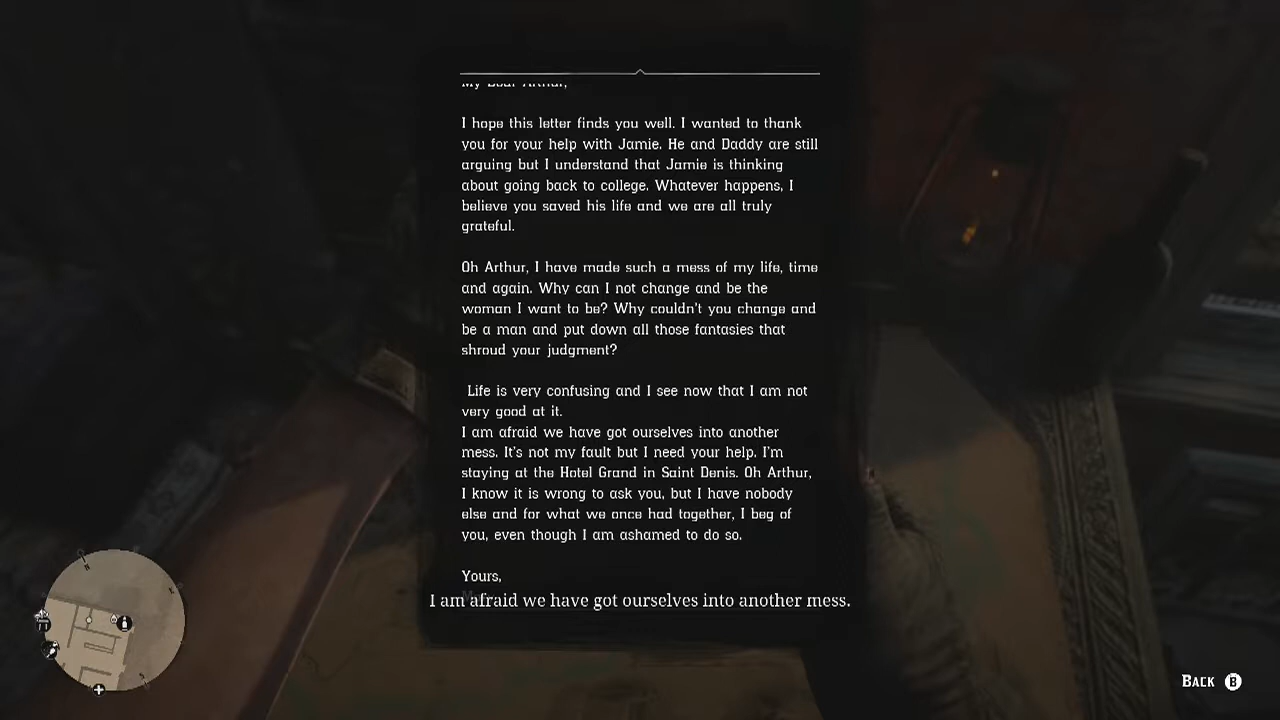 My Dear Arthur,
I hope this letter finds you well. I wanted to thank
you for your help with Jamie. He and Daddy are still
arguing but I understand that Jamie is thinking
about going back to college. Whatever happens, I
believe you saved his life and we are all truly
grateful.
Oh Arthur, I have made such a mess of my life, time
and again. Why can I not change and be the
woman I want to be? Why couldn't you change and
be a man and put down all those fantasies that
shroud your judgment?
Life is very confusing and I see now that I am not
very good at it.
I am afraid we have got ourselves into another
mess. It's not my fault but I need your help. I'm
staying at the Hotel Grand in Saint Denis. Oh Arthur,
I know it is wrong to ask you, but I have nobody
else and for what we once had together, I beg of
you, even though I am ashamed to do so.
Yours,
I am afraid we have got ourselves into another mess.
BACK B